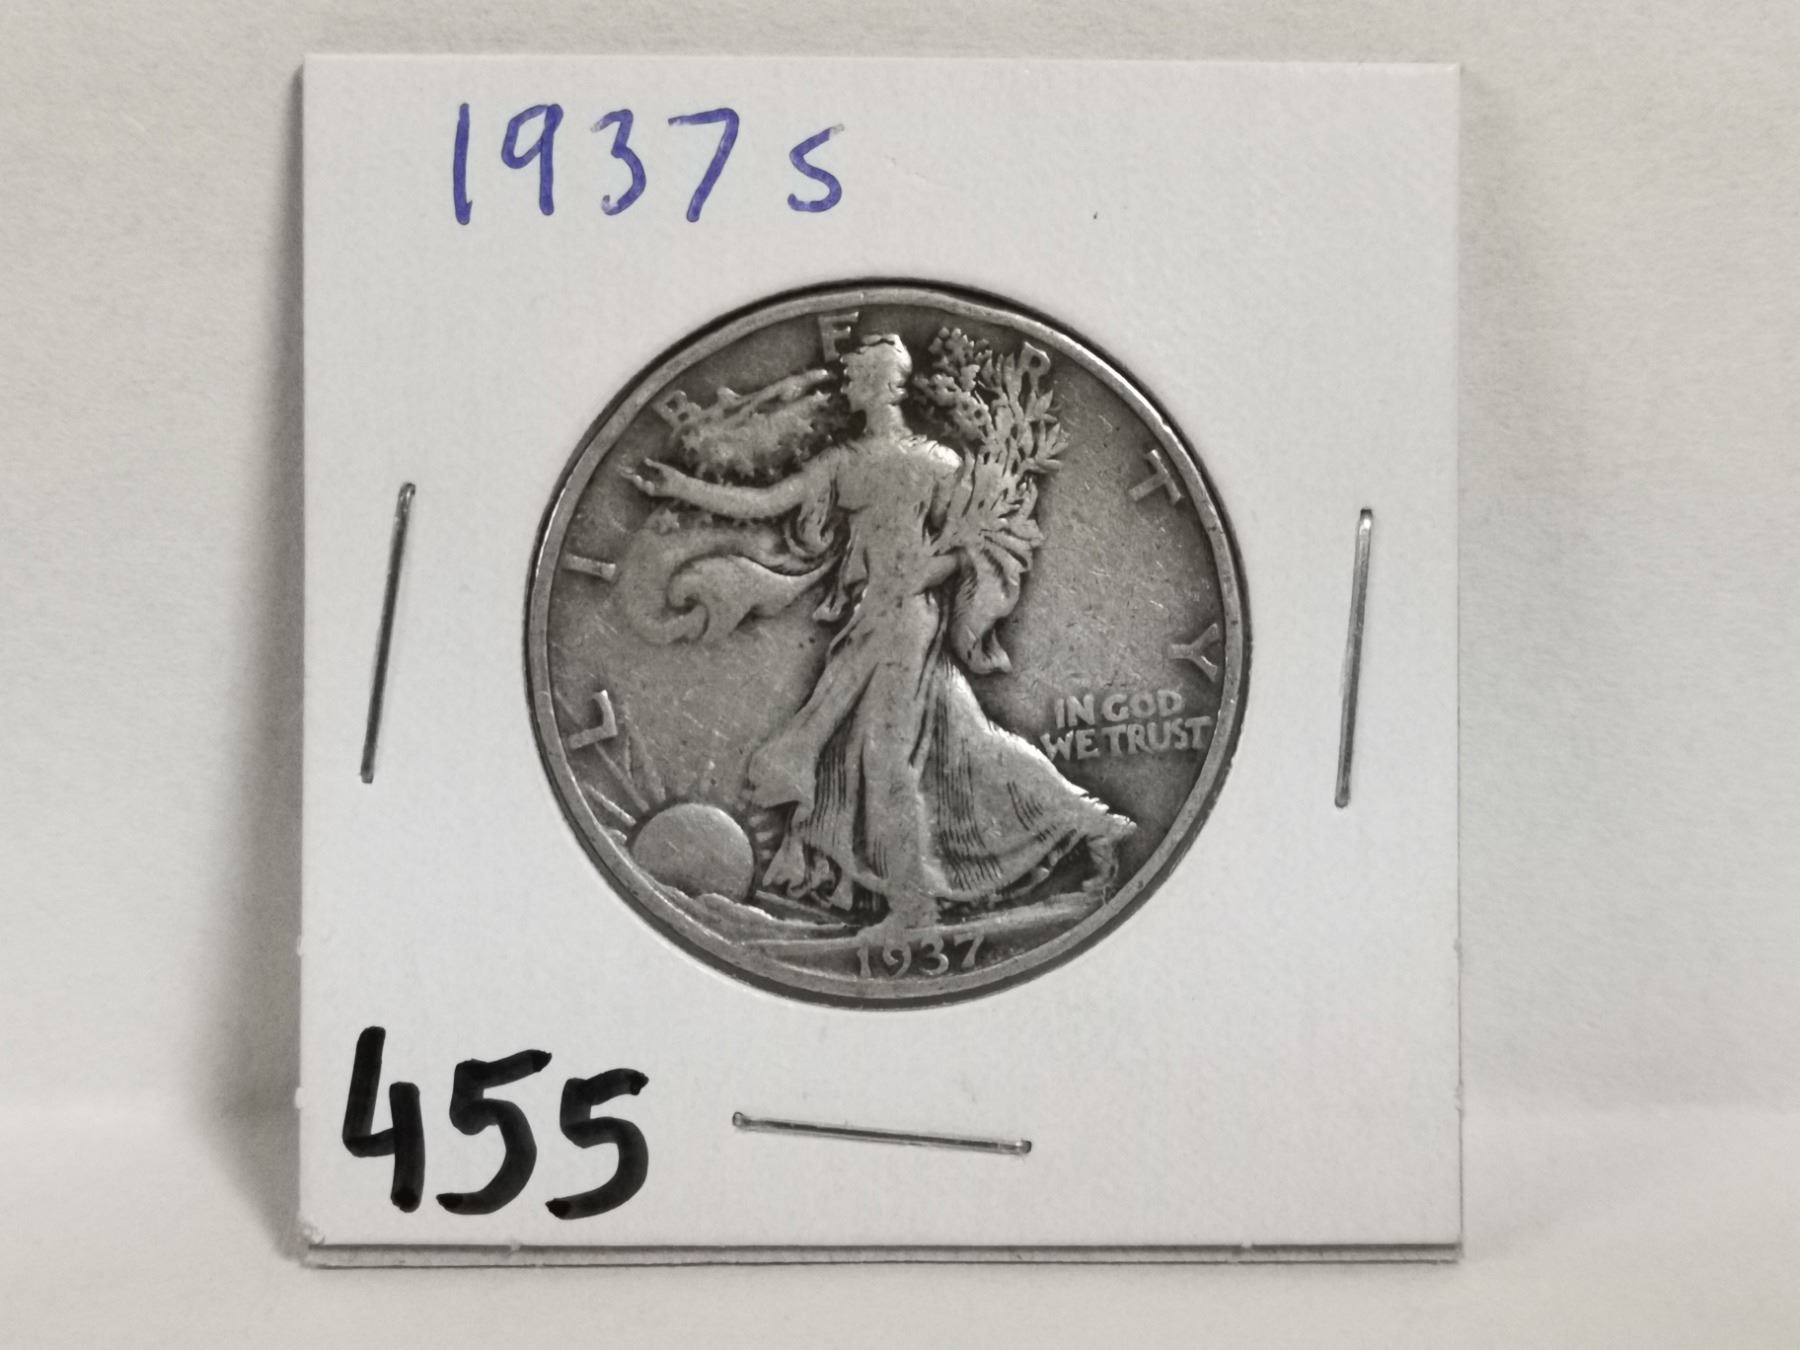 1937 S
LIBERTY
IN GOD
WE TRUST
1937
455